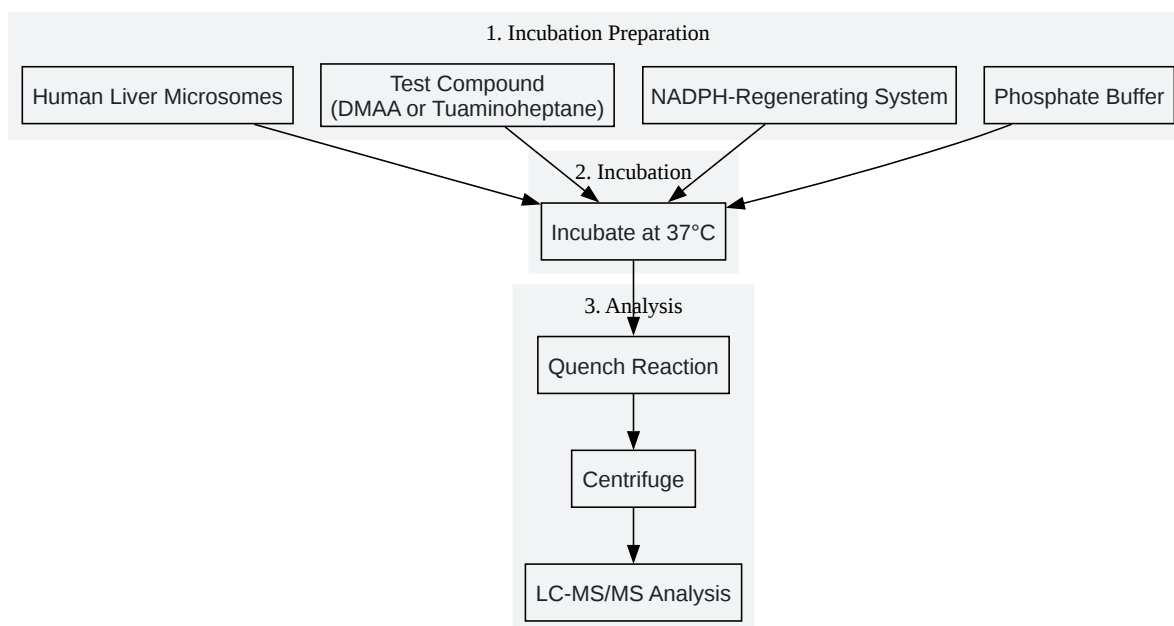 1. Incubation Preparation
Human Liver Microsomes
Test Compound
(DMAA or Tuaminoheptane)
NADPH-Regenerating System
Phosphate Buffer
2. Incubation
Incubate at 37°C
3. Analysis
Quench Reaction
Centrifuge
LC-MS/MS Analysis